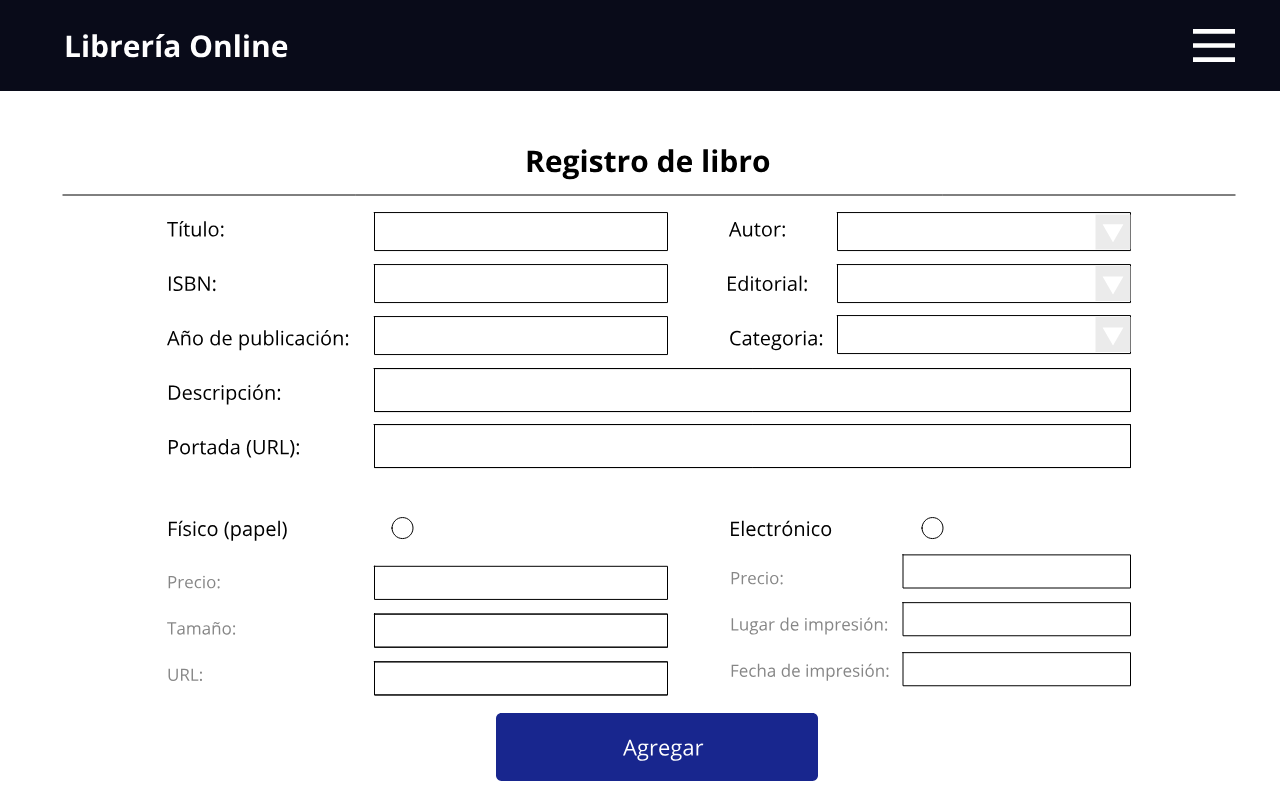 Librería Online
Registro de libro
Título:
Autor:
ISBN:
Editorial:
Año de publicación:
Categoria:
Descripción:
Portada (URL):
Físico (papel)
Electrónico
Precio:
Precio:
Tamaño:
Lugar de impresión:
URL:
Fecha de impresión:
Agregar